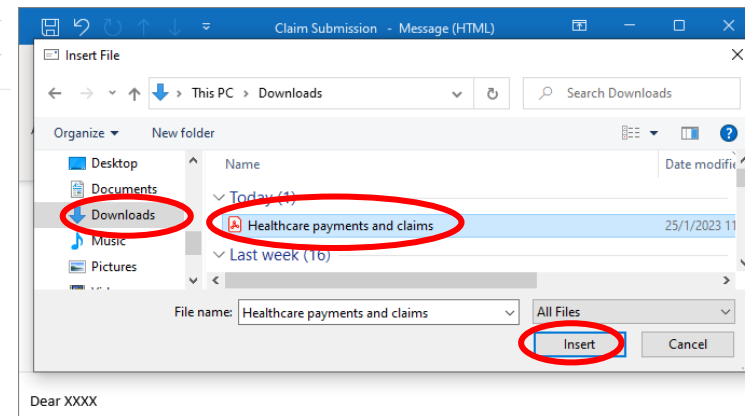 Claim Submission - Message (HTML)
Insert File
This PC > Downloads
Search Downloads
Organize
New folder
Desktop
Documents
Downloads
Music
Pictures
Name
Date modifie
Today (1)
Healthcare payments and claims
25/1/2023 11
Last week (16)
File name:
Healthcare payments and claims
All Files
Insert
Cancel
Dear XXXX